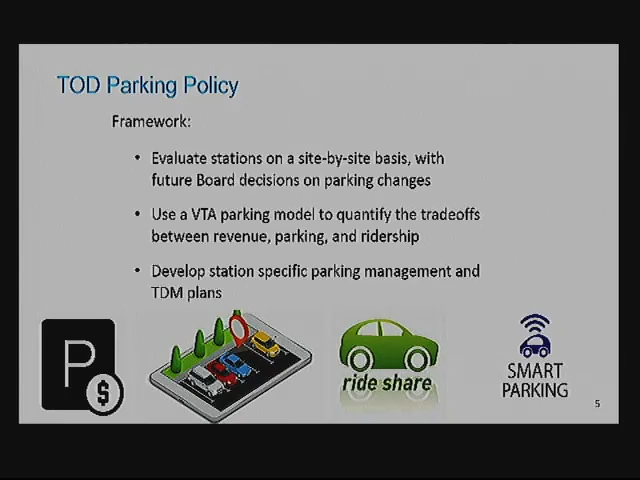 TOD Parking Policy
Framework:
• Evaluate stations on a site-by-site basis, with
future Board decisions on parking changes
• Use a VTA parking model to quantify the tradeoffs
between revenue, parking, and ridership
• Develop station specific parking management and
TDM plans
P
$
ride share
SMART
PARKING
5